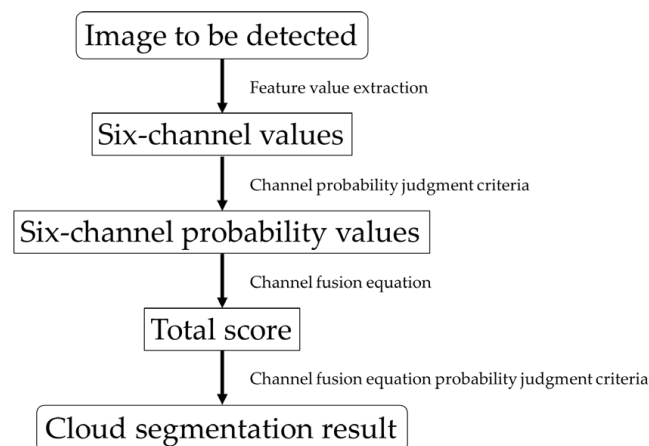 Image to be detected
Feature value extraction
Six-channel values
Channel probability judgment criteria
Six-channel probability values
Channel fusion equation
Total score
Channel fusion equation probability judgment criteria
Cloud segmentation result